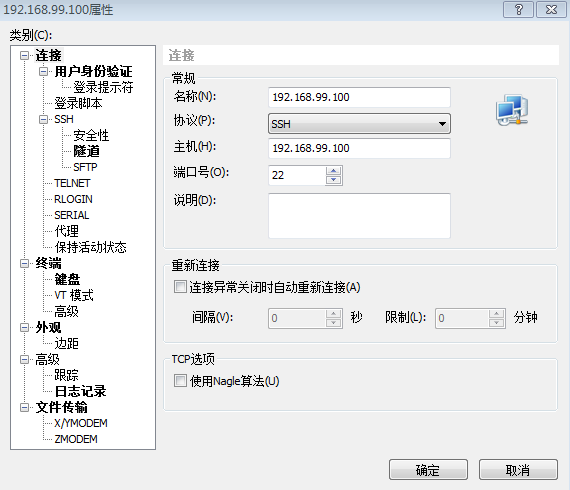 192.168.99.100属性
类别(C):
连接
用户身份验证
登录提示符
登录脚本
SSH
安全性
隧道
SFTP
TELNET
RLOGIN
SERIAL
代理
保持活动状态
终端
键盘
VT 模式
高级
外观
边距
高级
跟踪
日志记录
文件传输
X/YMODEM
ZMODEM
连接
常规
名称(N): 192.168.99.100
协议(P): SSH
主机(H): 192.168.99.100
端口号(O): 22
说明(D):
重新连接
连接异常关闭时自动重新连接(A)
间隔(V): 0 秒 限制(L): 0 分钟
TCP选项
使用Nagle算法(U)
确定 取消